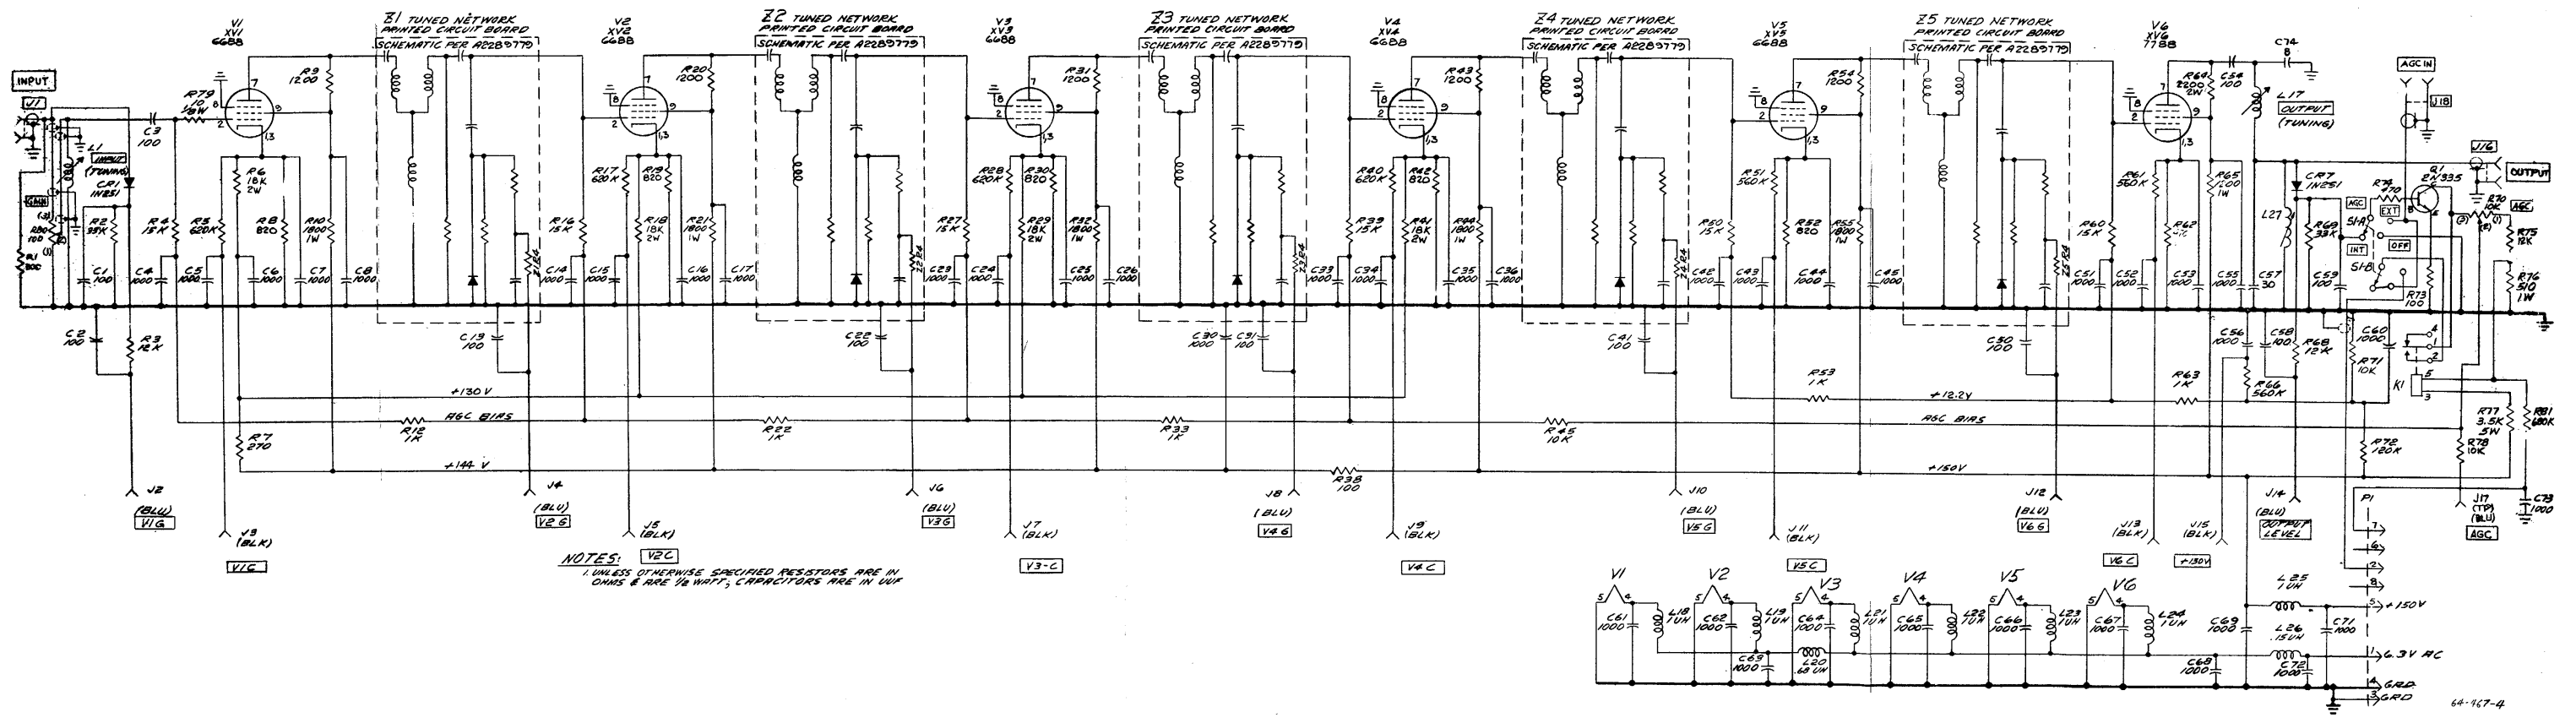 V1
XV1
6688
Z1 TUNED NETWORK
PRINTED CIRCUIT BOARD
SCHEMATIC PER A2289779
V2
XV2
6688
Z2 TUNED NETWORK
PRINTED CIRCUIT BOARD
SCHEMATIC PER A2289779
V3
XV3
6688
Z3 TUNED NETWORK
PRINTED CIRCUIT BOARD
SCHEMATIC PER A2289779
V4
XV4
6688
Z4 TUNED NETWORK
PRINTED CIRCUIT BOARD
SCHEMATIC PER A2289779
V5
XV5
6688
Z5 TUNED NETWORK
PRINTED CIRCUIT BOARD
SCHEMATIC PER A2289779
V6
XV6
7788
C74
8
AGC IN
J18
INPUT
J1
R79
10
C3
100
R9
1200
R20
1200
R31
1200
R43
1200
R54
1200
R64
2200
2W
C54
100
L17
OUTPUT
(TUNING)
J16
OUTPUT
L1
INPUT
(TUNING)
CR1
1N251
R6
18K
2W
R17
620K
R19
820
R28
620K
R30
820
R40
620K
R42
820
R51
560K
R61
560K
R65
1W
CR7
1N251
Q1
2N335
R74
470
R70
10K
AGC
GAIN
R80
100
R1
R2
33K
R4
15K
R5
620K
R8
820
R10
1800
1W
R16
15K
R18
18K
2W
R21
1800
1W
R27
15K
R29
18K
2W
R32
1800
1W
R39
15K
R41
18K
2W
R44
1800
1W
R50
15K
R52
820
R55
1800
1W
R60
15K
R62
L27
R69
33K
AGC
S1-A
EXT
INT
OFF
S1-B
R75
12K
R76
510
1W
R73
100
C1
100
C4
1000
C5
1000
C6
1000
C7
1000
C8
1000
C14
1000
C15
1000
C16
1000
C17
1000
C23
1000
C24
1000
C25
1000
C26
1000
C33
1000
C34
1000
C35
1000
C36
1000
C42
1000
C43
1000
C44
1000
C45
1000
C51
1000
C52
1000
C53
1000
C55
1000
C57
30
C59
100
C2
100
R3
12K
C13
100
C22
100
C30
1000
C31
100
C41
100
C50
100
C56
1000
C58
100
R68
12K
C60
1000
R71
10K
K1
+130V
R53
1K
+12.2V
R63
1K
R66
560K
AGC BIAS
R12
1K
R22
1K
R33
1K
R45
10K
AGC BIAS
R7
270
+144 V
R38
100
+150V
R72
120K
R78
10K
R77
3.5K
5W
R81
680K
J2
(BLU)
V1G
J3
(BLK)
V1C
J4
(BLU)
V2G
J5
(BLK)
V2C
J6
(BLU)
V3G
J7
(BLK)
V3-C
J8
(BLU)
V4G
J9
(BLK)
V4C
J10
(BLU)
V5G
J11
(BLK)
V5C
J12
(BLU)
V6G
J13
(BLK)
V6C
J15
(BLK)
+130V
J14
(BLU)
OUTPUT
LEVEL
P1
J17
(TP)
(BLU)
AGC
C73
1000
NOTES:
1. UNLESS OTHERWISE SPECIFIED RESISTORS ARE IN
OHMS & ARE 1/2 WATT; CAPACITORS ARE IN UUF
V1
V2
V3
V4
V5
V6
C61
1000
L18
1UH
C62
1000
L19
1UH
C64
1000
L21
1UH
C65
1000
L22
1UH
C66
1000
L23
1UH
C67
1000
L24
1UH
C69
1000
L25
1UH
L26
.15UH
C71
1000
+150V
C63
1000
L20
.68 UH
C68
1000
C72
1000
6.3V AC
GRD
GRD
64-467-4